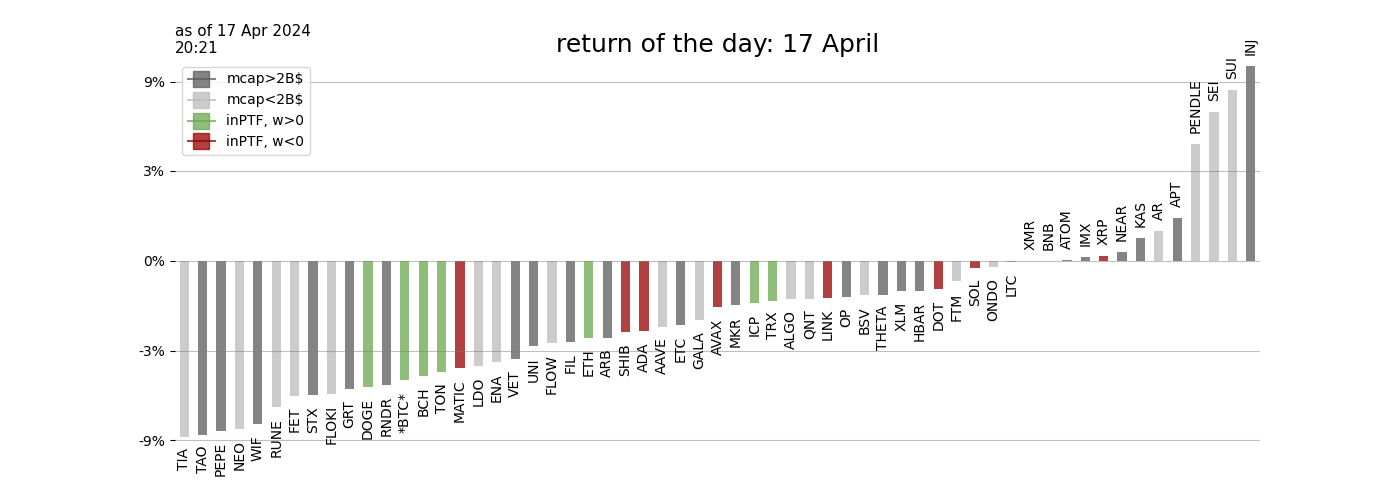 as of 17 Apr 2024
20:21
return of the day: 17 April
mcap>2B$
mcap<2B$
inPTF, w>0
inPTF, w<0
9%
3%
0%
-3%
-9%
TIA
TAO
PEPE
NEO
WIF
RUNE
FET
STX
FLOKI
GRT
DOGE
RNDR
*BTC*
BCH
TON
MATIC
LDO
ENA
VET
UNI
FLOW
FIL
ETH
ARB
SHIB
ADA
AAVE
ETC
GALA
AVAX
MKR
ICP
TRX
ALGO
QNT
LINK
OP
BSV
THETA
XLM
HBAR
DOT
FTM
SOL
ONDO
LTC
XMR
BNB
ATOM
IMX
XRP
NEAR
KAS
AR
APT
PENDLE
SEI
SUI
INJ